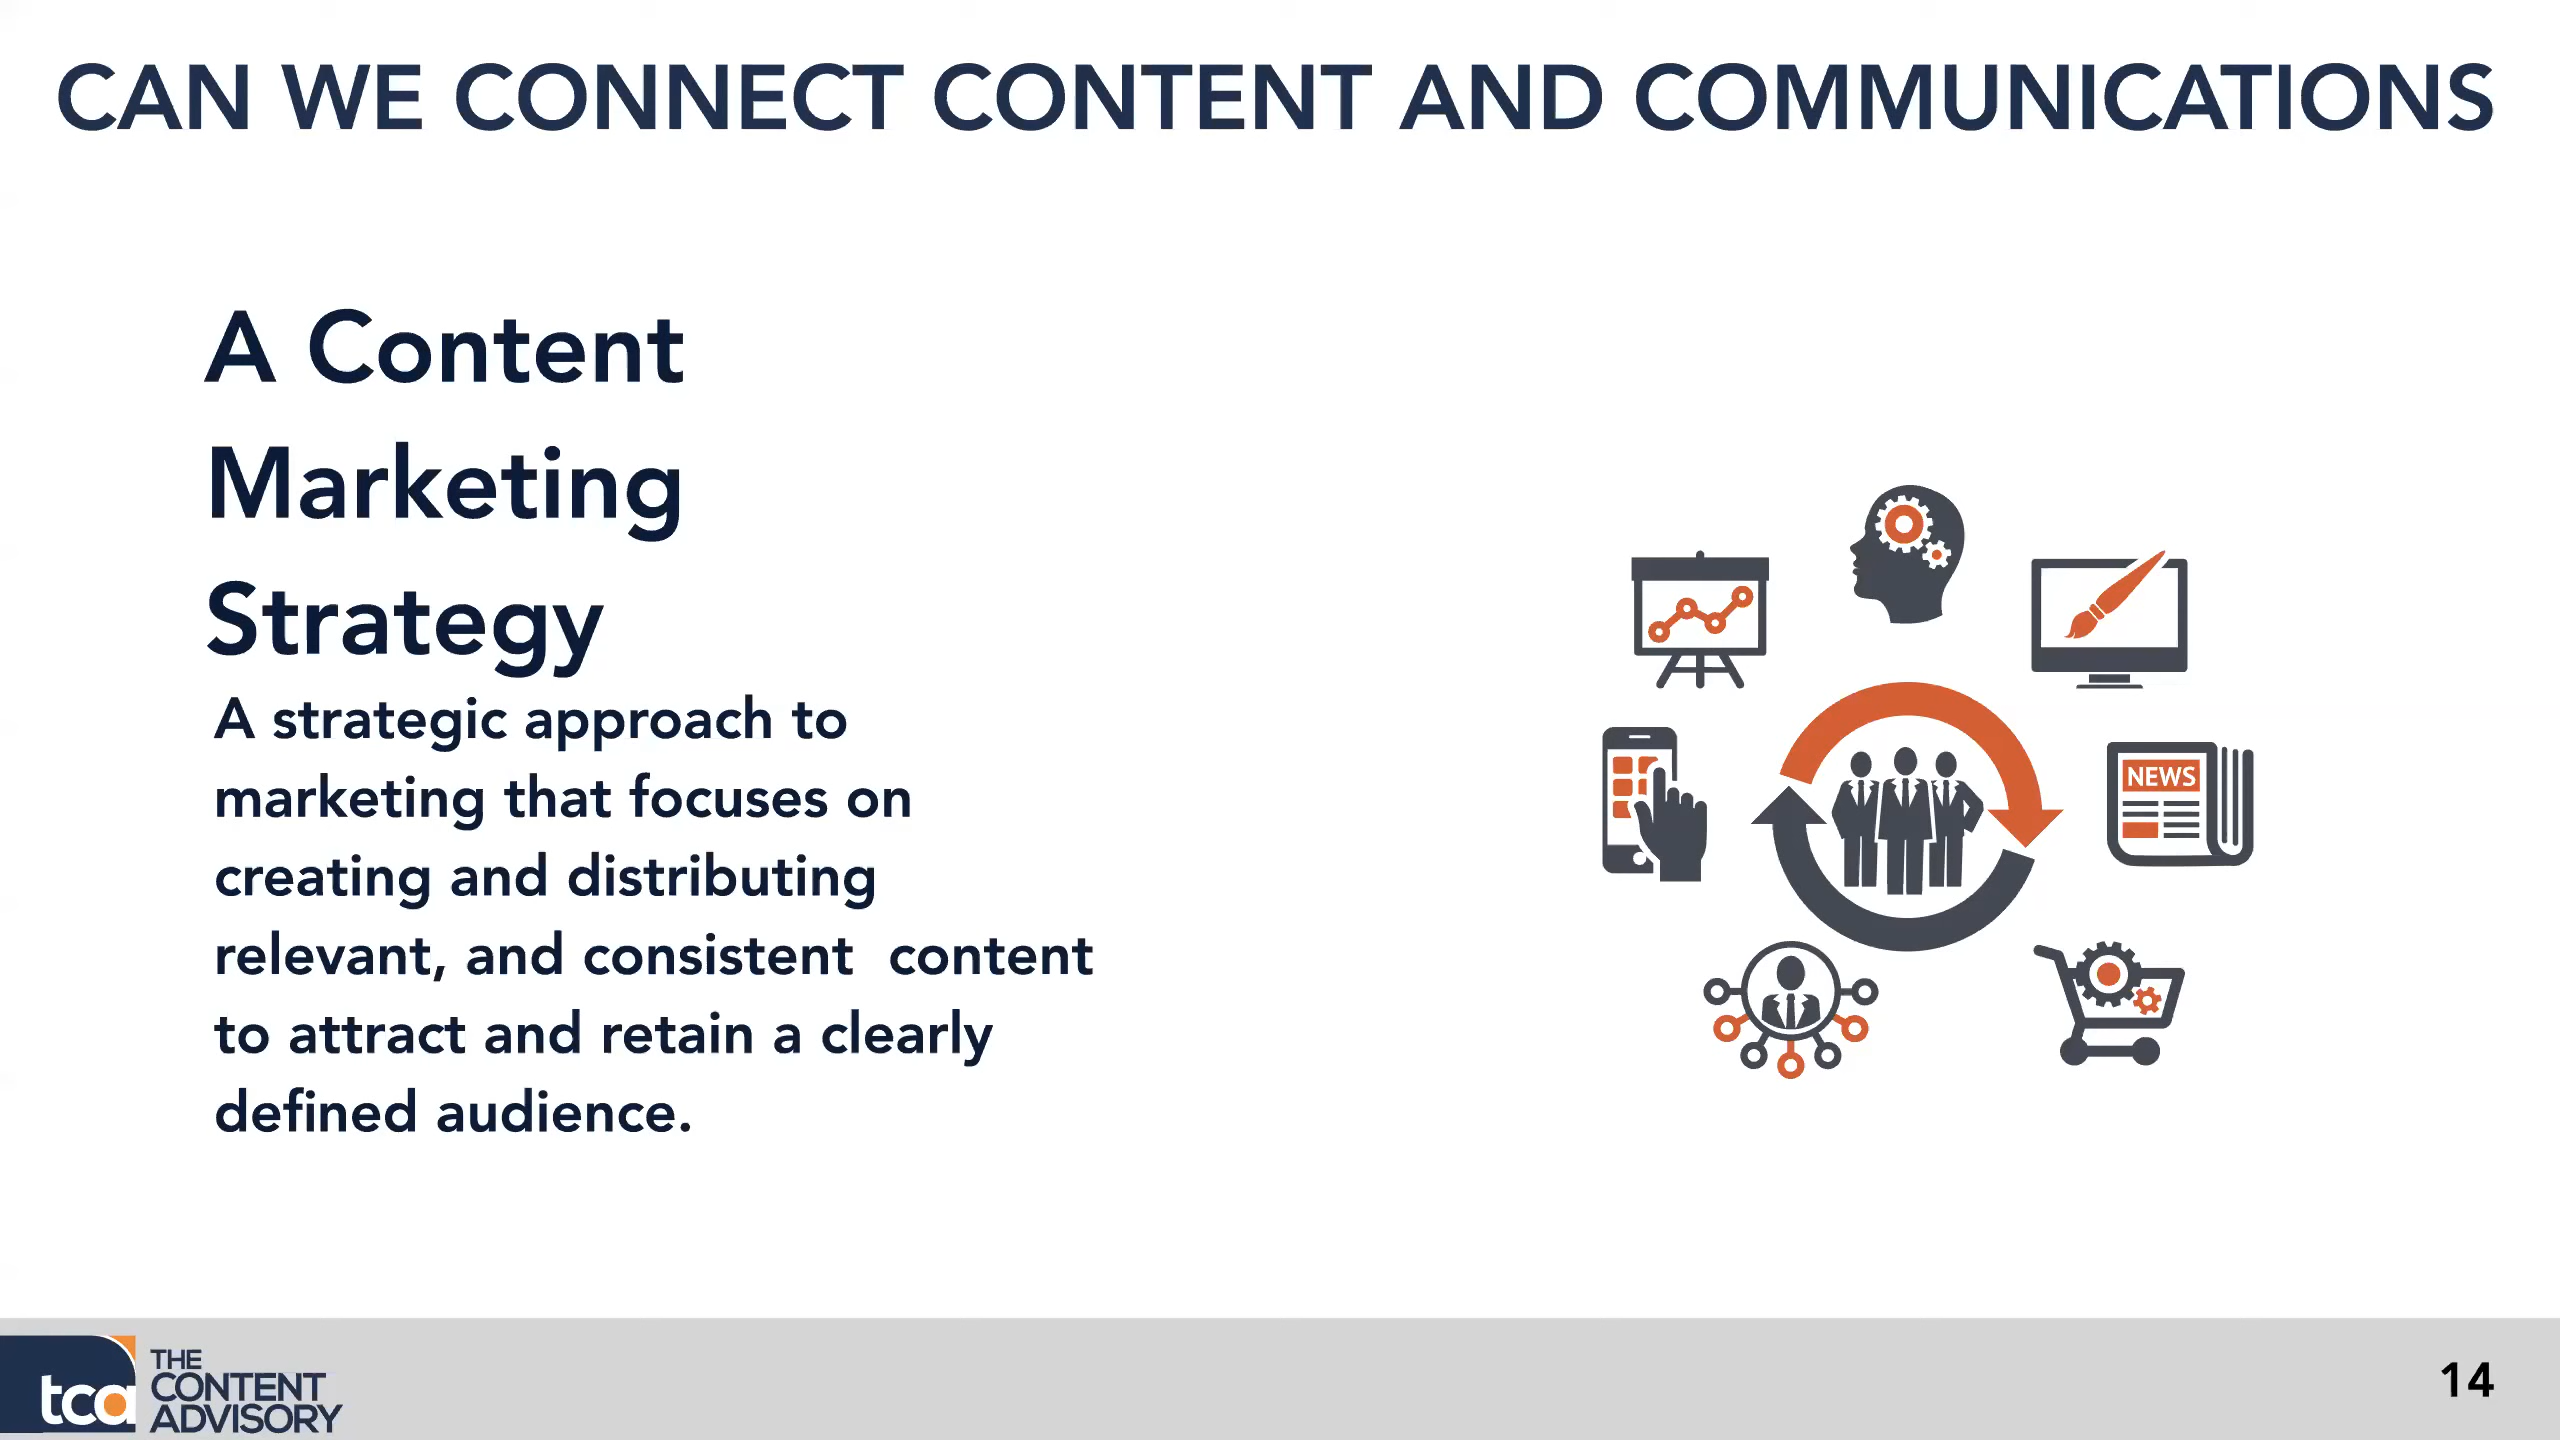 CAN WE CONNECT CONTENT AND COMMUNICATIONS
A Content
Marketing
Strategy
A strategic approach to
marketing that focuses on
creating and distributing
relevant, and consistent  content
to attract and retain a clearly
defined audience.
NEWS
tca
THE
CONTENT
ADVISORY
14